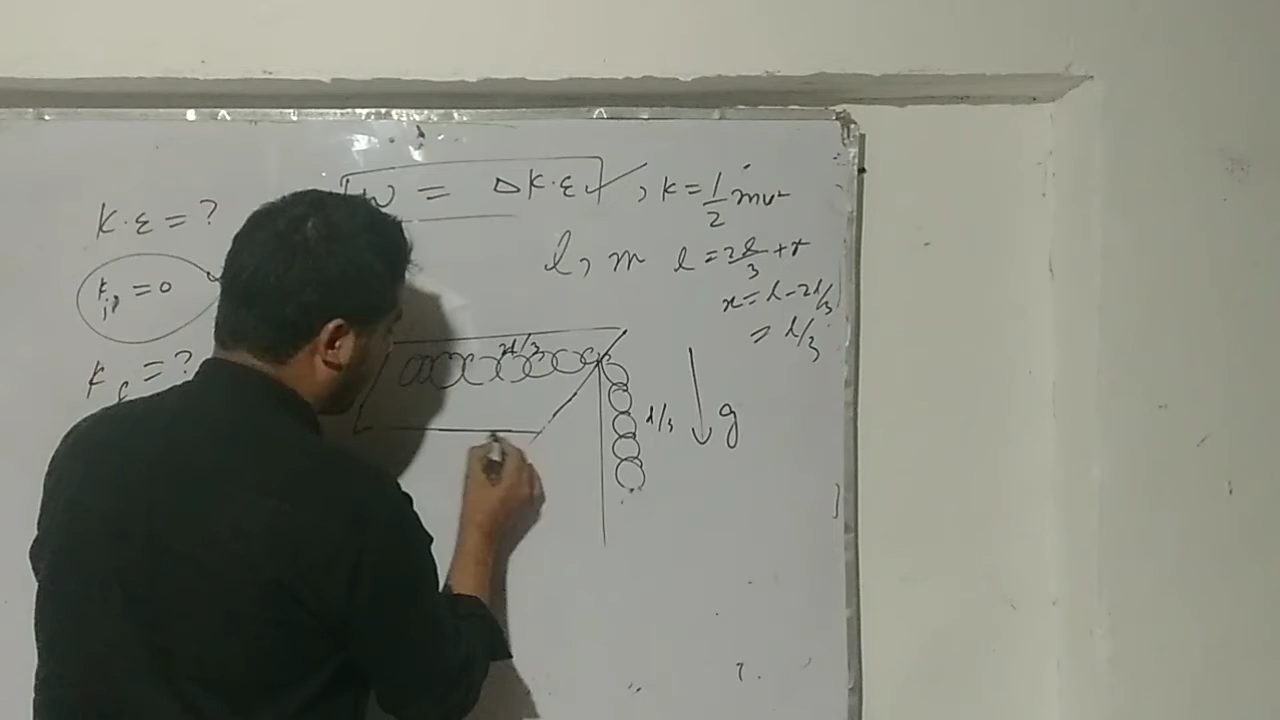 W = ΔK.E, K = 1/2 mv²
K.E = ?
l, m l = 2l/3 + x
K_i = 0
x = l - 2l/3
= l/3
2l/3
K_f = ?
l/3
g